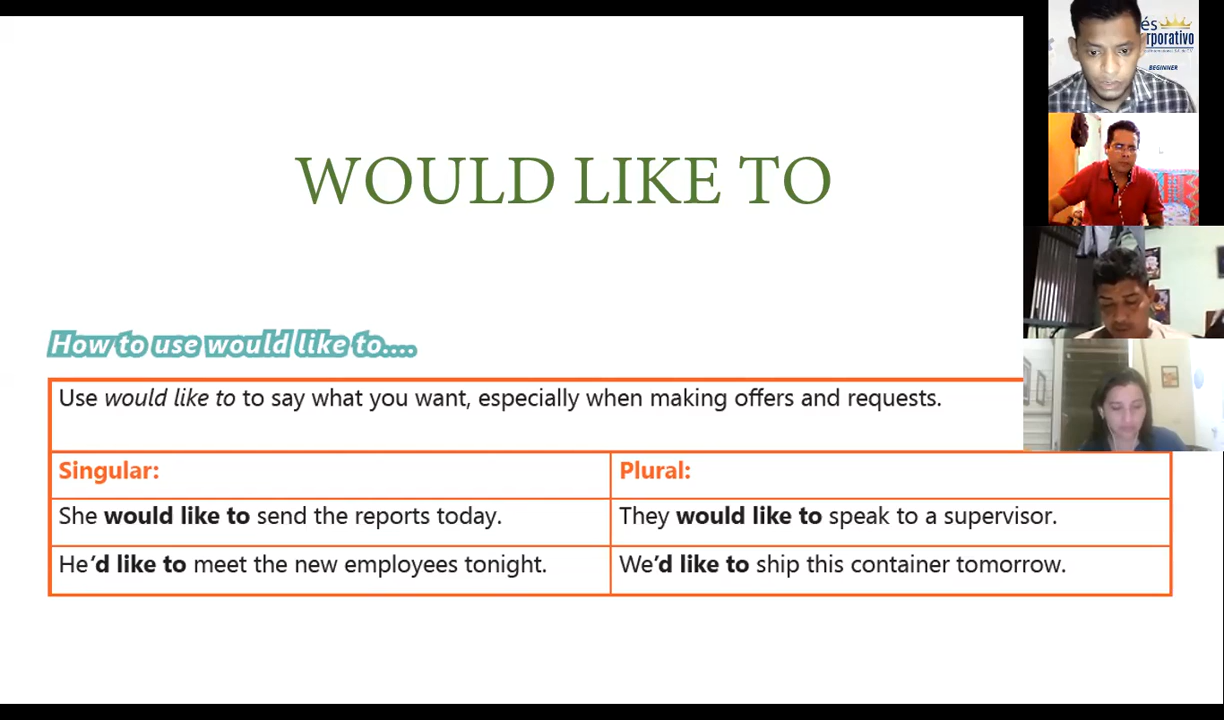 WOULD LIKE TO
How to use would like to....
Use would like to to say what you want, especially when making offers and requests.
Singular:
Plural:
She would like to send the reports today.
They would like to speak to a supervisor.
He'd like to meet the new employees tonight.
We'd like to ship this container tomorrow.
és
rporativo
BEGINNER